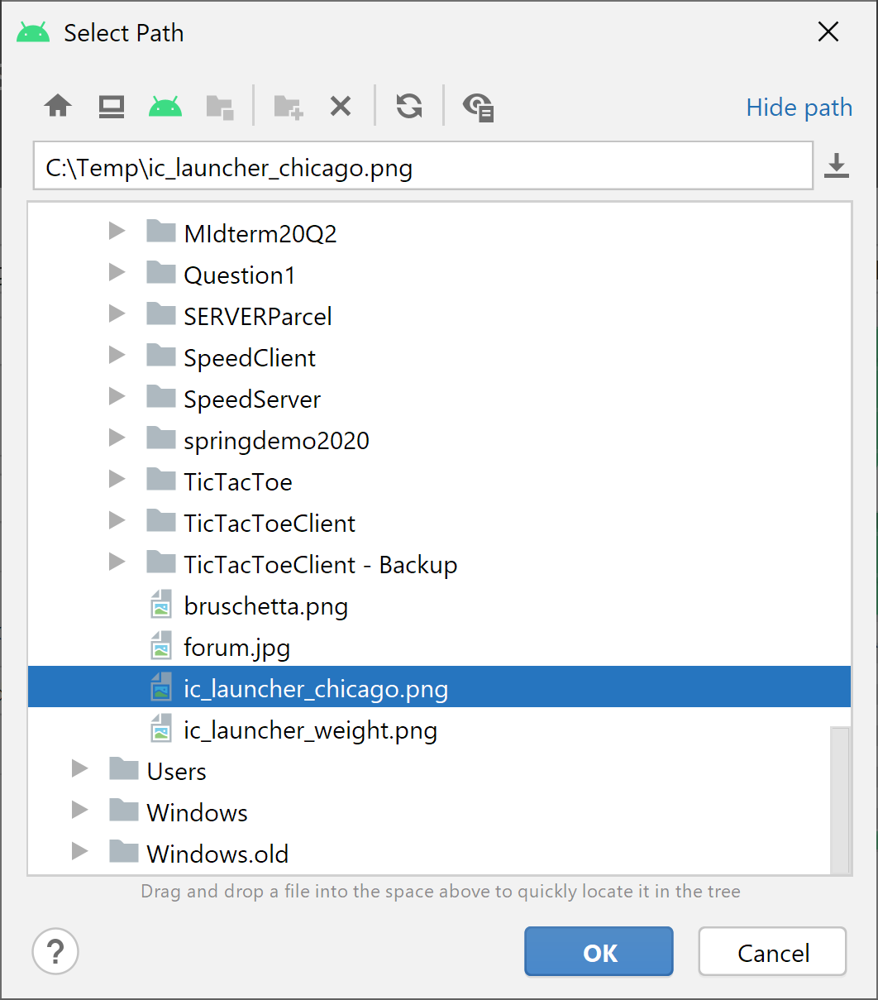 Select Path
Hide path
C:\Temp\ic_launcher_chicago.png
MIdterm20Q2
Question1
SERVERParcel
SpeedClient
SpeedServer
springdemo2020
TicTacToe
TicTacToeClient
TicTacToeClient - Backup
bruschetta.png
forum.jpg
ic_launcher_chicago.png
ic_launcher_weight.png
Users
Windows
Windows.old
Drag and drop a file into the space above to quickly locate it in the tree
?
OK
Cancel